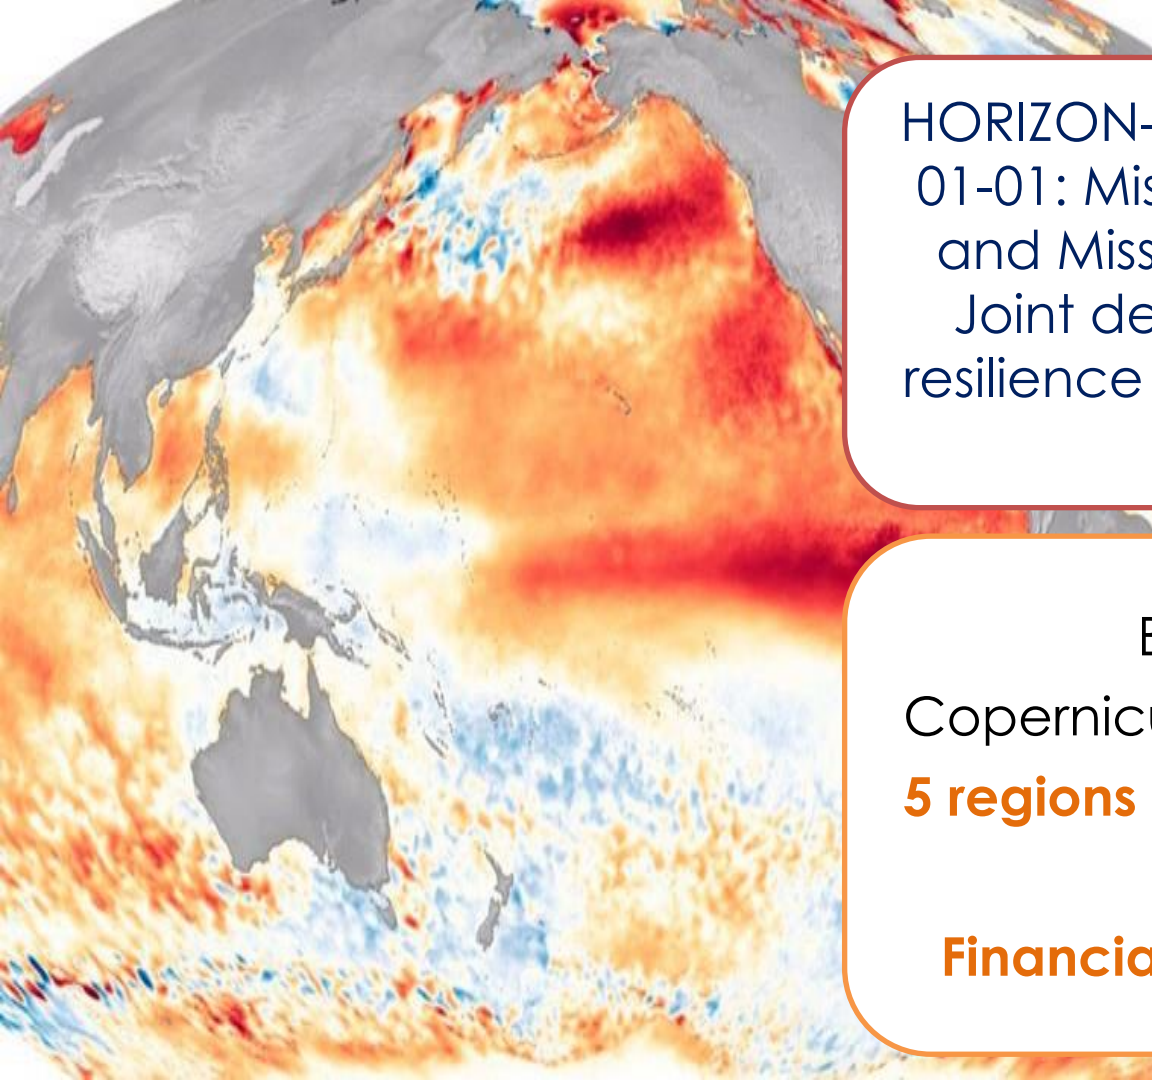 HORIZON-
01-01: Mis
and Miss
Joint de
resilience
E
Copernicu
5 regions
Financia